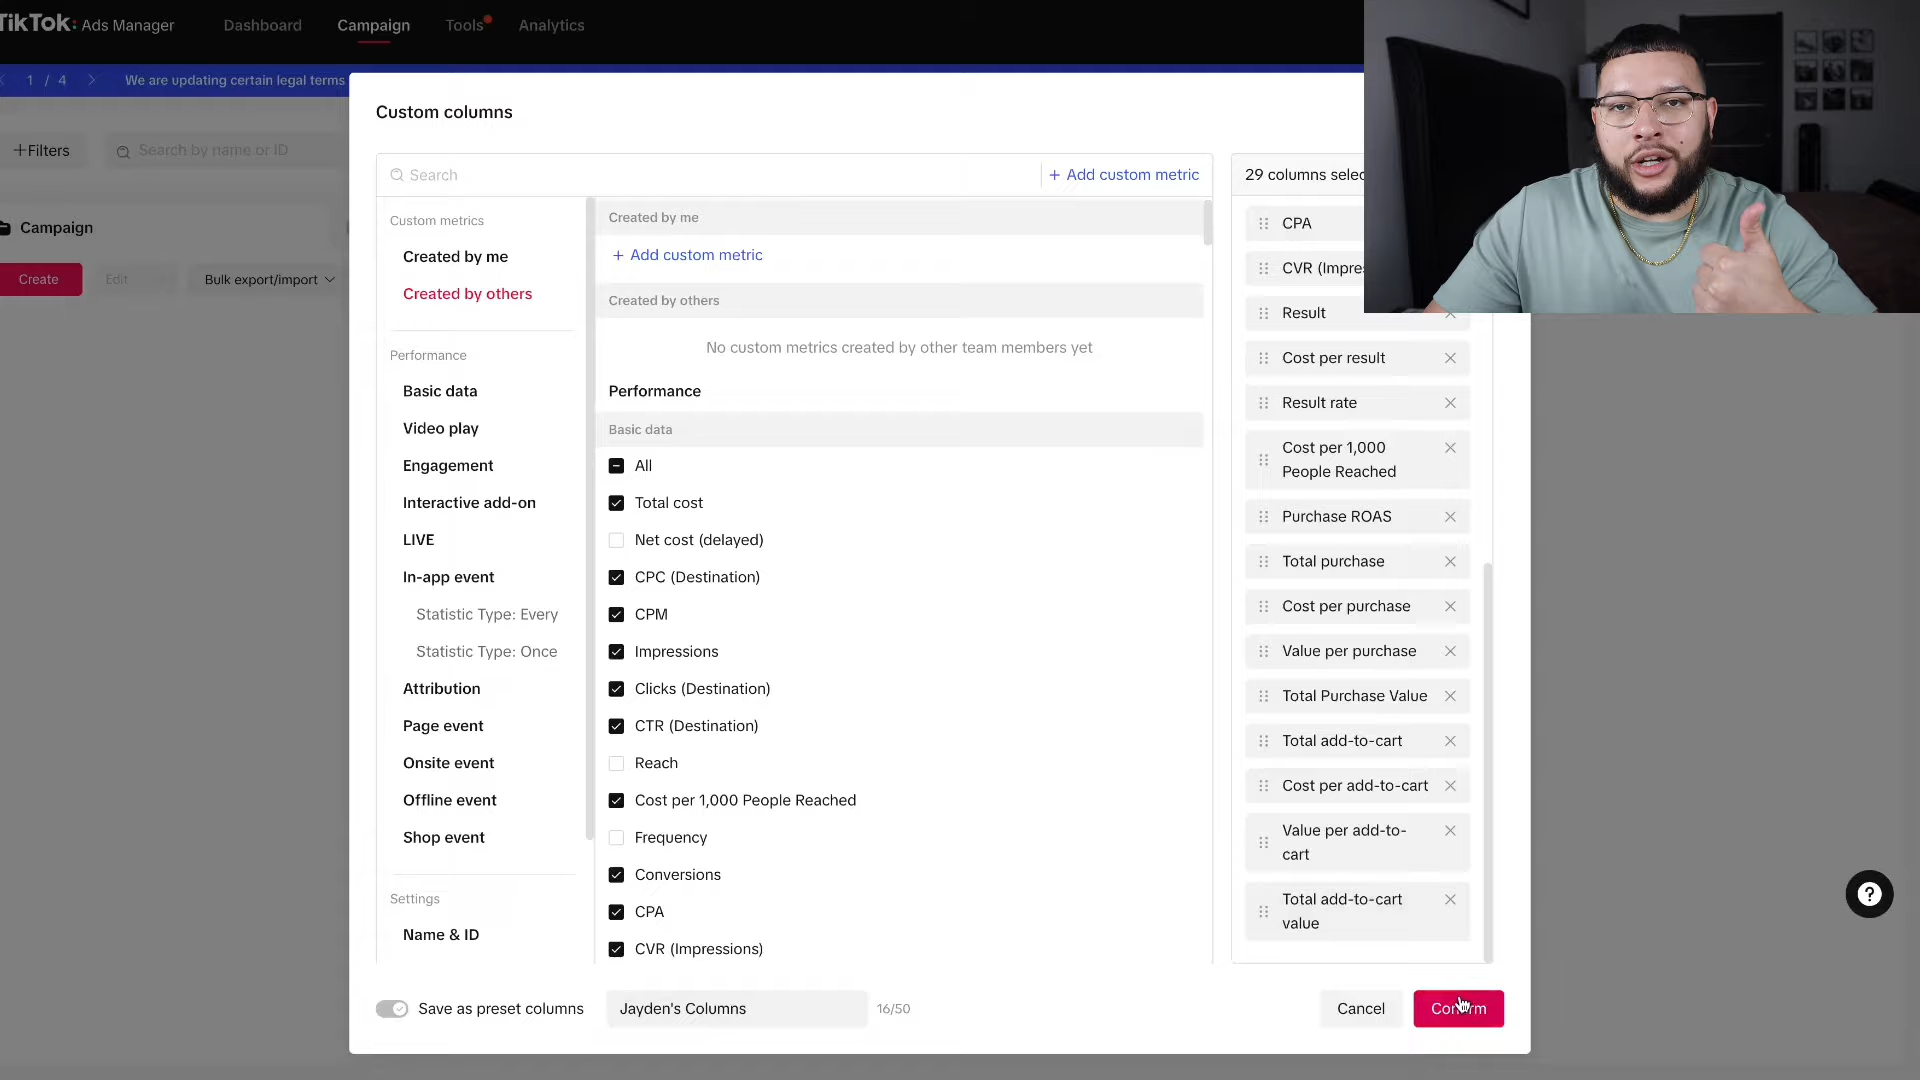 TikTok: Ads Manager
Dashboard
Campaign
Tools
Analytics
1 / 4
We are updating certain legal terms
Custom columns
+Filters
Search by name or ID
Campaign
Create
Edit
Bulk export/import
Search
+ Add custom metric
29 columns selec
Custom metrics
Created by me
Created by others
Performance
Basic data
Video play
Engagement
Interactive add-on
LIVE
In-app event
Statistic Type: Every
Statistic Type: Once
Attribution
Page event
Onsite event
Offline event
Shop event
Settings
Name & ID
Created by me
+ Add custom metric
Created by others
No custom metrics created by other team members yet
Performance
Basic data
All
Total cost
Net cost (delayed)
CPC (Destination)
CPM
Impressions
Clicks (Destination)
CTR (Destination)
Reach
Cost per 1,000 People Reached
Frequency
Conversions
CPA
CVR (Impressions)
CPA
CVR (Impre
Result
Cost per result
Result rate
Cost per 1,000
People Reached
Purchase ROAS
Total purchase
Cost per purchase
Value per purchase
Total Purchase Value
Total add-to-cart
Cost per add-to-cart
Value per add-to-
cart
Total add-to-cart
value
Save as preset columns
Jayden's Columns
16/50
Cancel
Confirm
?